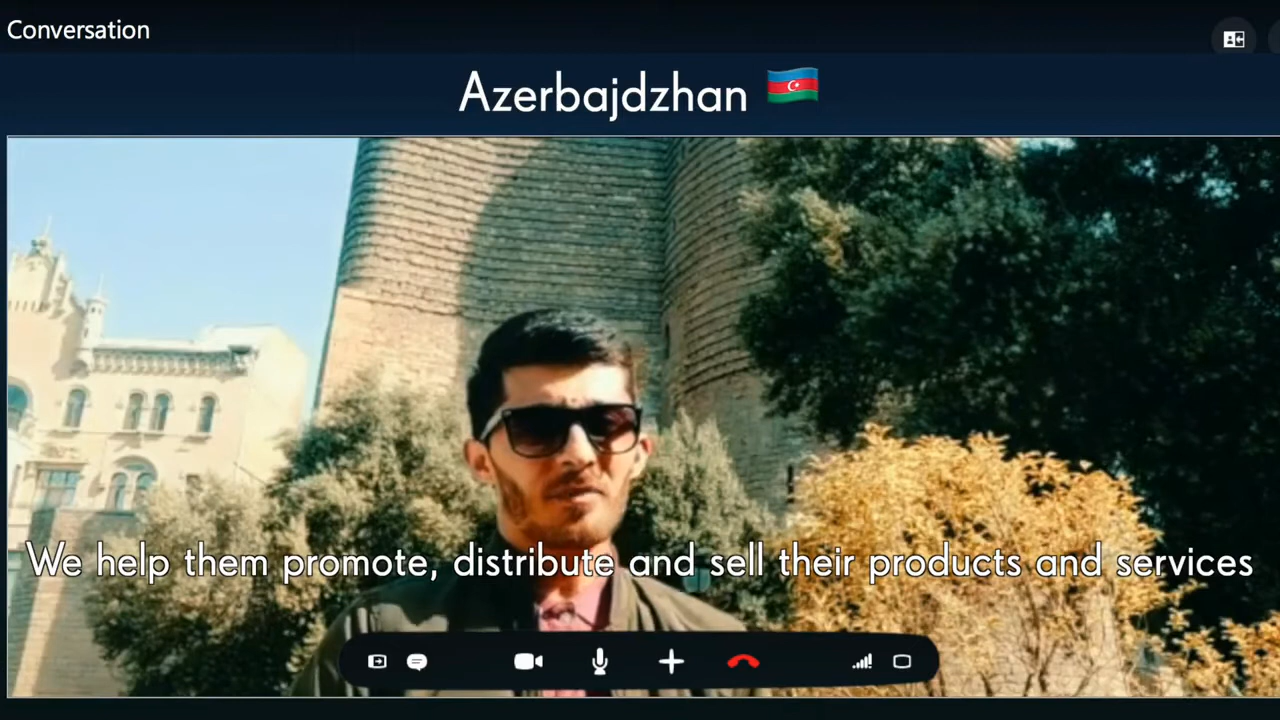 Conversation
Azerbajdzhan
We help them promote, distribute and sell their products and services